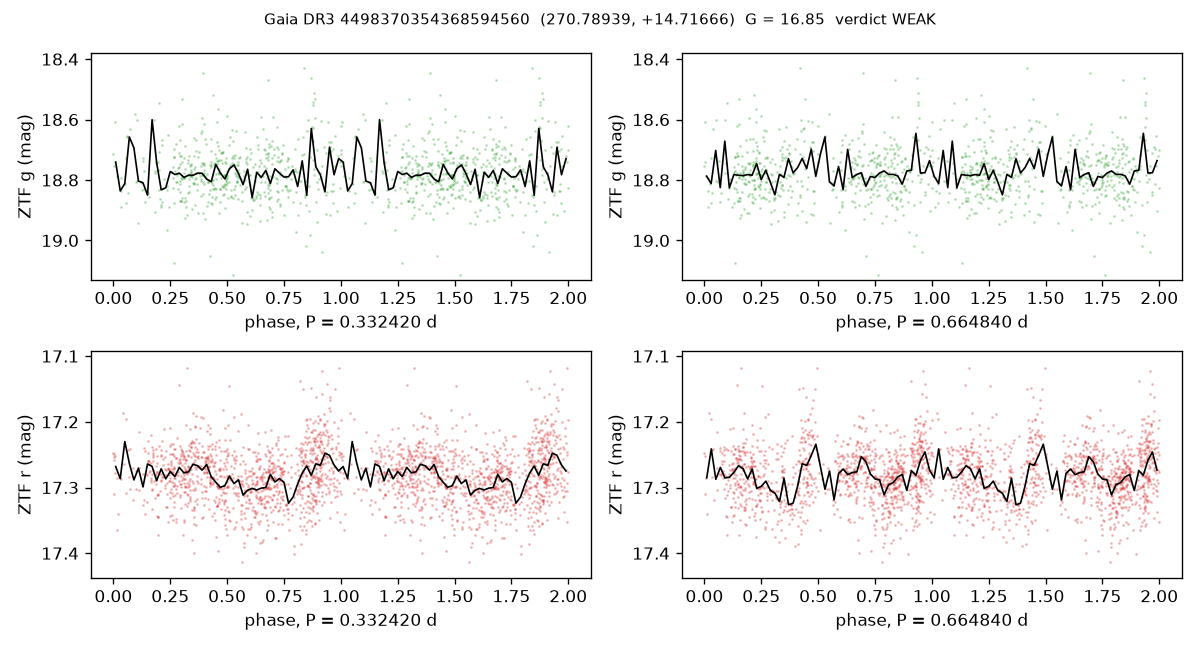 Gaia DR3 4498370354368594560 (270.78939, +14.71666) G = 16.85 verdict WEAK
ZTF g (mag)
18.4
18.6
18.8
19.0
0.00 0.25 0.50 0.75 1.00 1.25 1.50 1.75 2.00
phase, P = 0.332420 d
ZTF g (mag)
18.4
18.6
18.8
19.0
0.00 0.25 0.50 0.75 1.00 1.25 1.50 1.75 2.00
phase, P = 0.664840 d
ZTF r (mag)
17.1
17.2
17.3
17.4
0.00 0.25 0.50 0.75 1.00 1.25 1.50 1.75 2.00
phase, P = 0.332420 d
ZTF r (mag)
17.1
17.2
17.3
17.4
0.00 0.25 0.50 0.75 1.00 1.25 1.50 1.75 2.00
phase, P = 0.664840 d